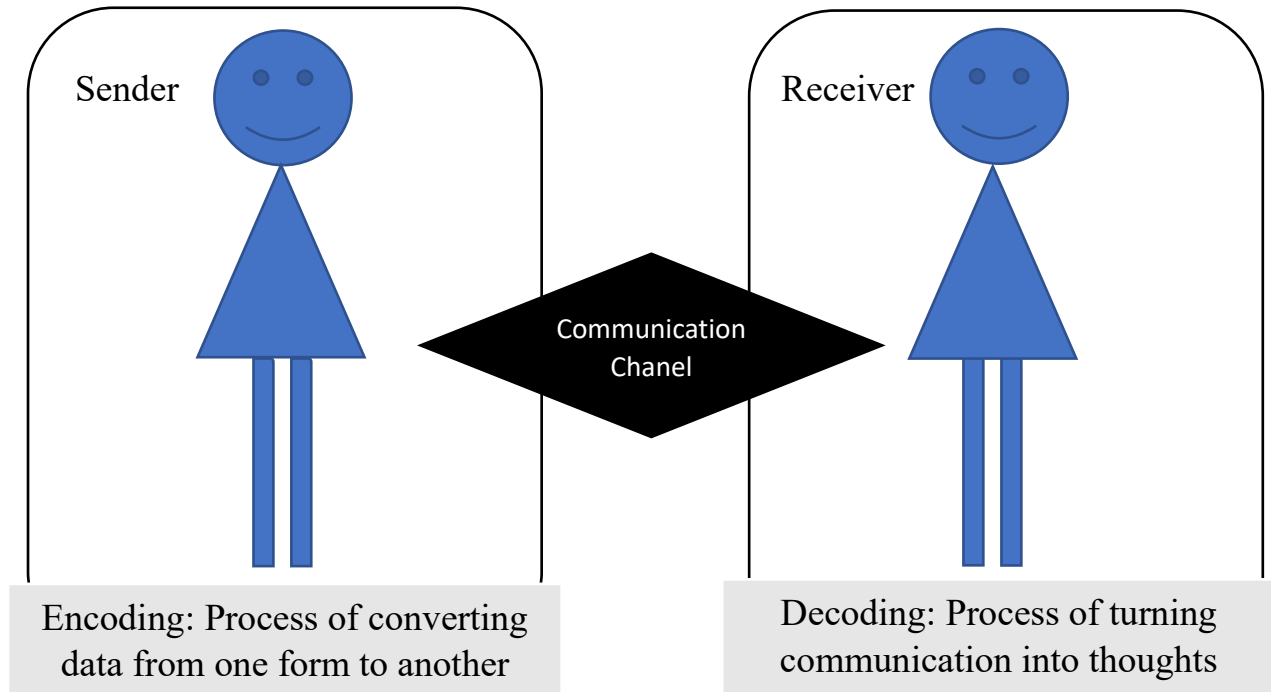 Sender
Receiver
Communication
Chanel
Encoding: Process of converting
data from one form to another
Decoding: Process of turning
communication into thoughts